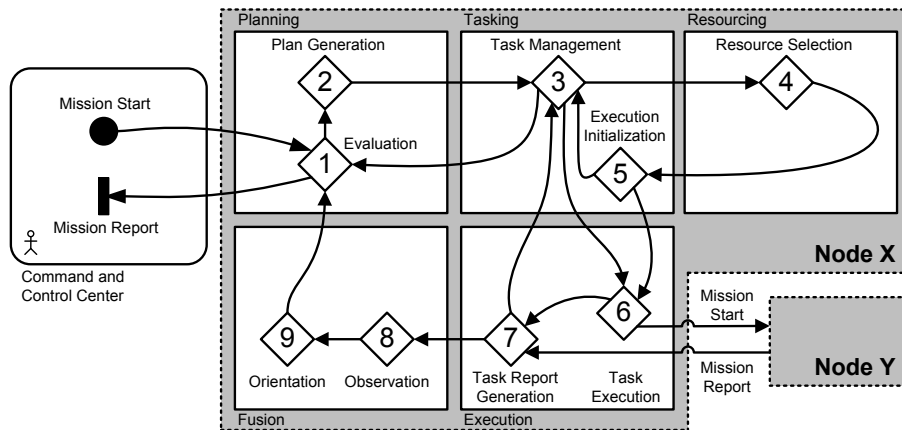 Planning
Tasking
Resourcing
Plan Generation
2
Task Management
3
Resource Selection
4
Mission Start
Evaluation
1
Execution
Initialization
5
Mission Report
Command and
Control Center
Node X
9
Orientation
8
Observation
7
Task Report
Generation
6
Task
Execution
Mission
Start
Mission
Report
Node Y
Fusion
Execution